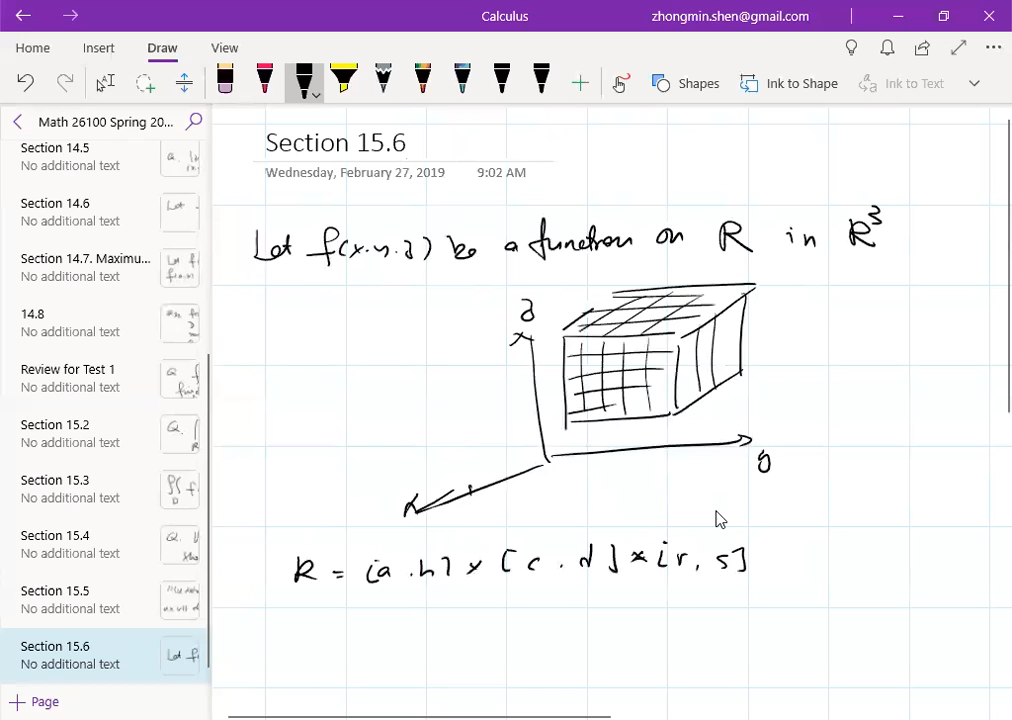 Calculus
zhongmin.shen@gmail.com
Home
Insert
Draw
View
Shapes
Ink to Shape
Ink to Text
Math 26100 Spring 20...
Section 14.5
No additional text
Section 14.6
No additional text
Section 14.7. Maximu...
No additional text
14.8
No additional text
Review for Test 1
No additional text
Section 15.2
No additional text
Section 15.3
No additional text
Section 15.4
No additional text
Section 15.5
No additional text
Section 15.6
No additional text
Page
Section 15.6
Wednesday, February 27, 2019 9:02 AM
Let f(x.y.z) be a function on R in R³
z
y
R = [a.b] × [c.d] × [r, s]